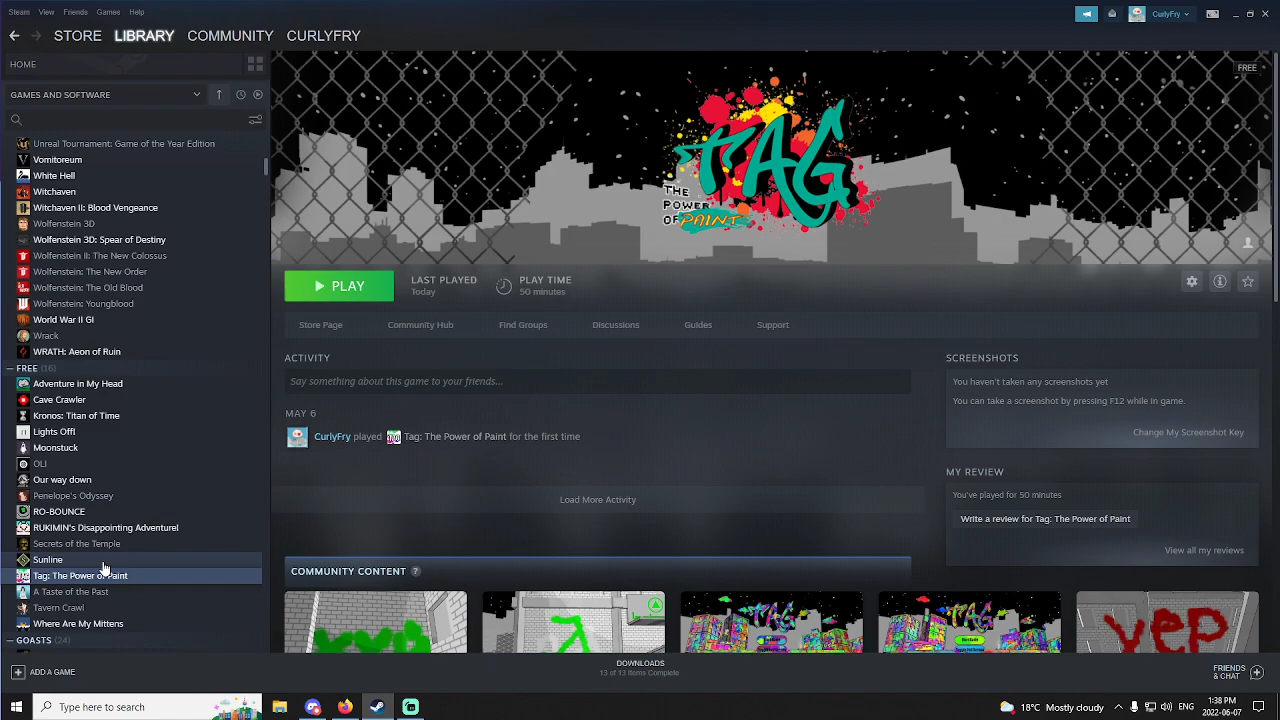 Steam View Friends Games Help
CurlyFry
STORE LIBRARY COMMUNITY CURLYFRY
HOME
GAMES AND SOFTWARE
Unreal Tournament: Game of the Year Edition
Vomitoreum
Warshell
Witchaven
Witchaven II: Blood Vengeance
Wolfenstein 3D
Wolfenstein 3D: Spear of Destiny
Wolfenstein II: The New Colossus
Wolfenstein: The New Order
Wolfenstein: The Old Blood
Wolfenstein: Youngblood
World War II GI
Wrack
WRATH: Aeon of Ruin
FREE (16)
Adventure in My Head
Cave Crawler
Kronos: Titan of Time
Lights Off!
Moonstuck
OLI
Our way down
Penelope's Odyssey
RO-BOUNCE
RUKIMIN's Disappointing Adventure!
Secrets of the Temple
Sunline
Tag: The Power of Paint
A Taste of the Past
Where Are My Mittens
GOASTS (24)
ADD A GAME
FREE
TAG
THE
POWER
OF PAINT
PLAY
LAST PLAYED
Today
PLAY TIME
50 minutes
Store Page Community Hub Find Groups Discussions Guides Support
ACTIVITY
Say something about this game to your friends...
MAY 6
CurlyFry played Tag: The Power of Paint for the first time
Load More Activity
COMMUNITY CONTENT ?
SCREENSHOTS
You haven't taken any screenshots yet
You can take a screenshot by pressing F12 while in game.
Change My Screenshot Key
MY REVIEW
You've played for 50 minutes
Write a review for Tag: The Power of Paint
View all my reviews
yep
DOWNLOADS
13 of 13 Items Complete
FRIENDS
& CHAT
Type here to search
18°C Mostly cloudy
1:38 PM
2022-06-07